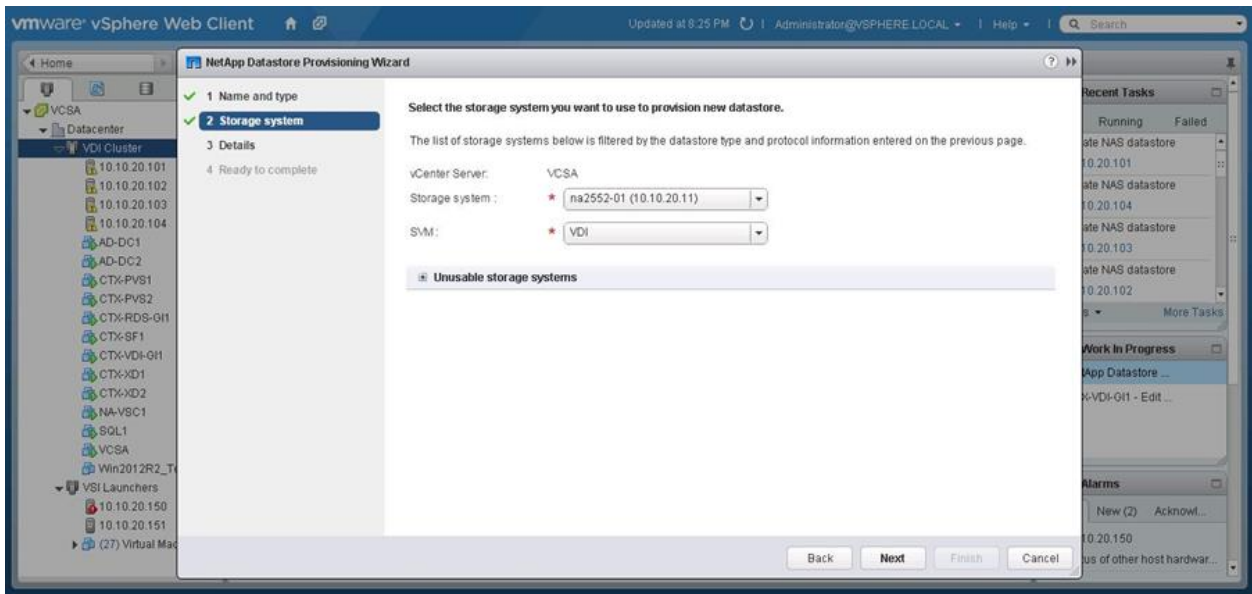 vmware® vSphere Web Client
Updated at 8:25 PM | Administrator@VSPHERE.LOCAL | Help | Search
Home
VCSA
Datacenter
VDI Cluster
10.10.20.101
10.10.20.102
10.10.20.103
10.10.20.104
AD-DC1
AD-DC2
CTX-PVS1
CTX-PVS2
CTX-RDS-GI1
CTX-SF1
CTX-VDI-GI1
CTX-XD1
CTX-XD2
NA-VSC1
SQL1
VCSA
Win2012R2_Te
VSI Launchers
10.10.20.150
10.10.20.151
(27) Virtual Mac
NetApp Datastore Provisioning Wizard
1 Name and type
2 Storage system
3 Details
4 Ready to complete
Select the storage system you want to use to provision new datastore.
The list of storage systems below is filtered by the datastore type and protocol information entered on the previous page.
vCenter Server: VCSA
Storage system : * na2552-01 (10.10.20.11)
SVM: * VDI
Unusable storage systems
Back Next Finish Cancel
Recent Tasks
Running Failed
ate NAS datastore
0.20.101
ate NAS datastore
0.20.104
ate NAS datastore
0.20.103
ate NAS datastore
0.20.102
More Tasks
Work In Progress
App Datastore ...
X-VDI-GI1 - Edit ...
Alarms
New (2) Acknowl...
0.20.150
tus of other host hardwar...